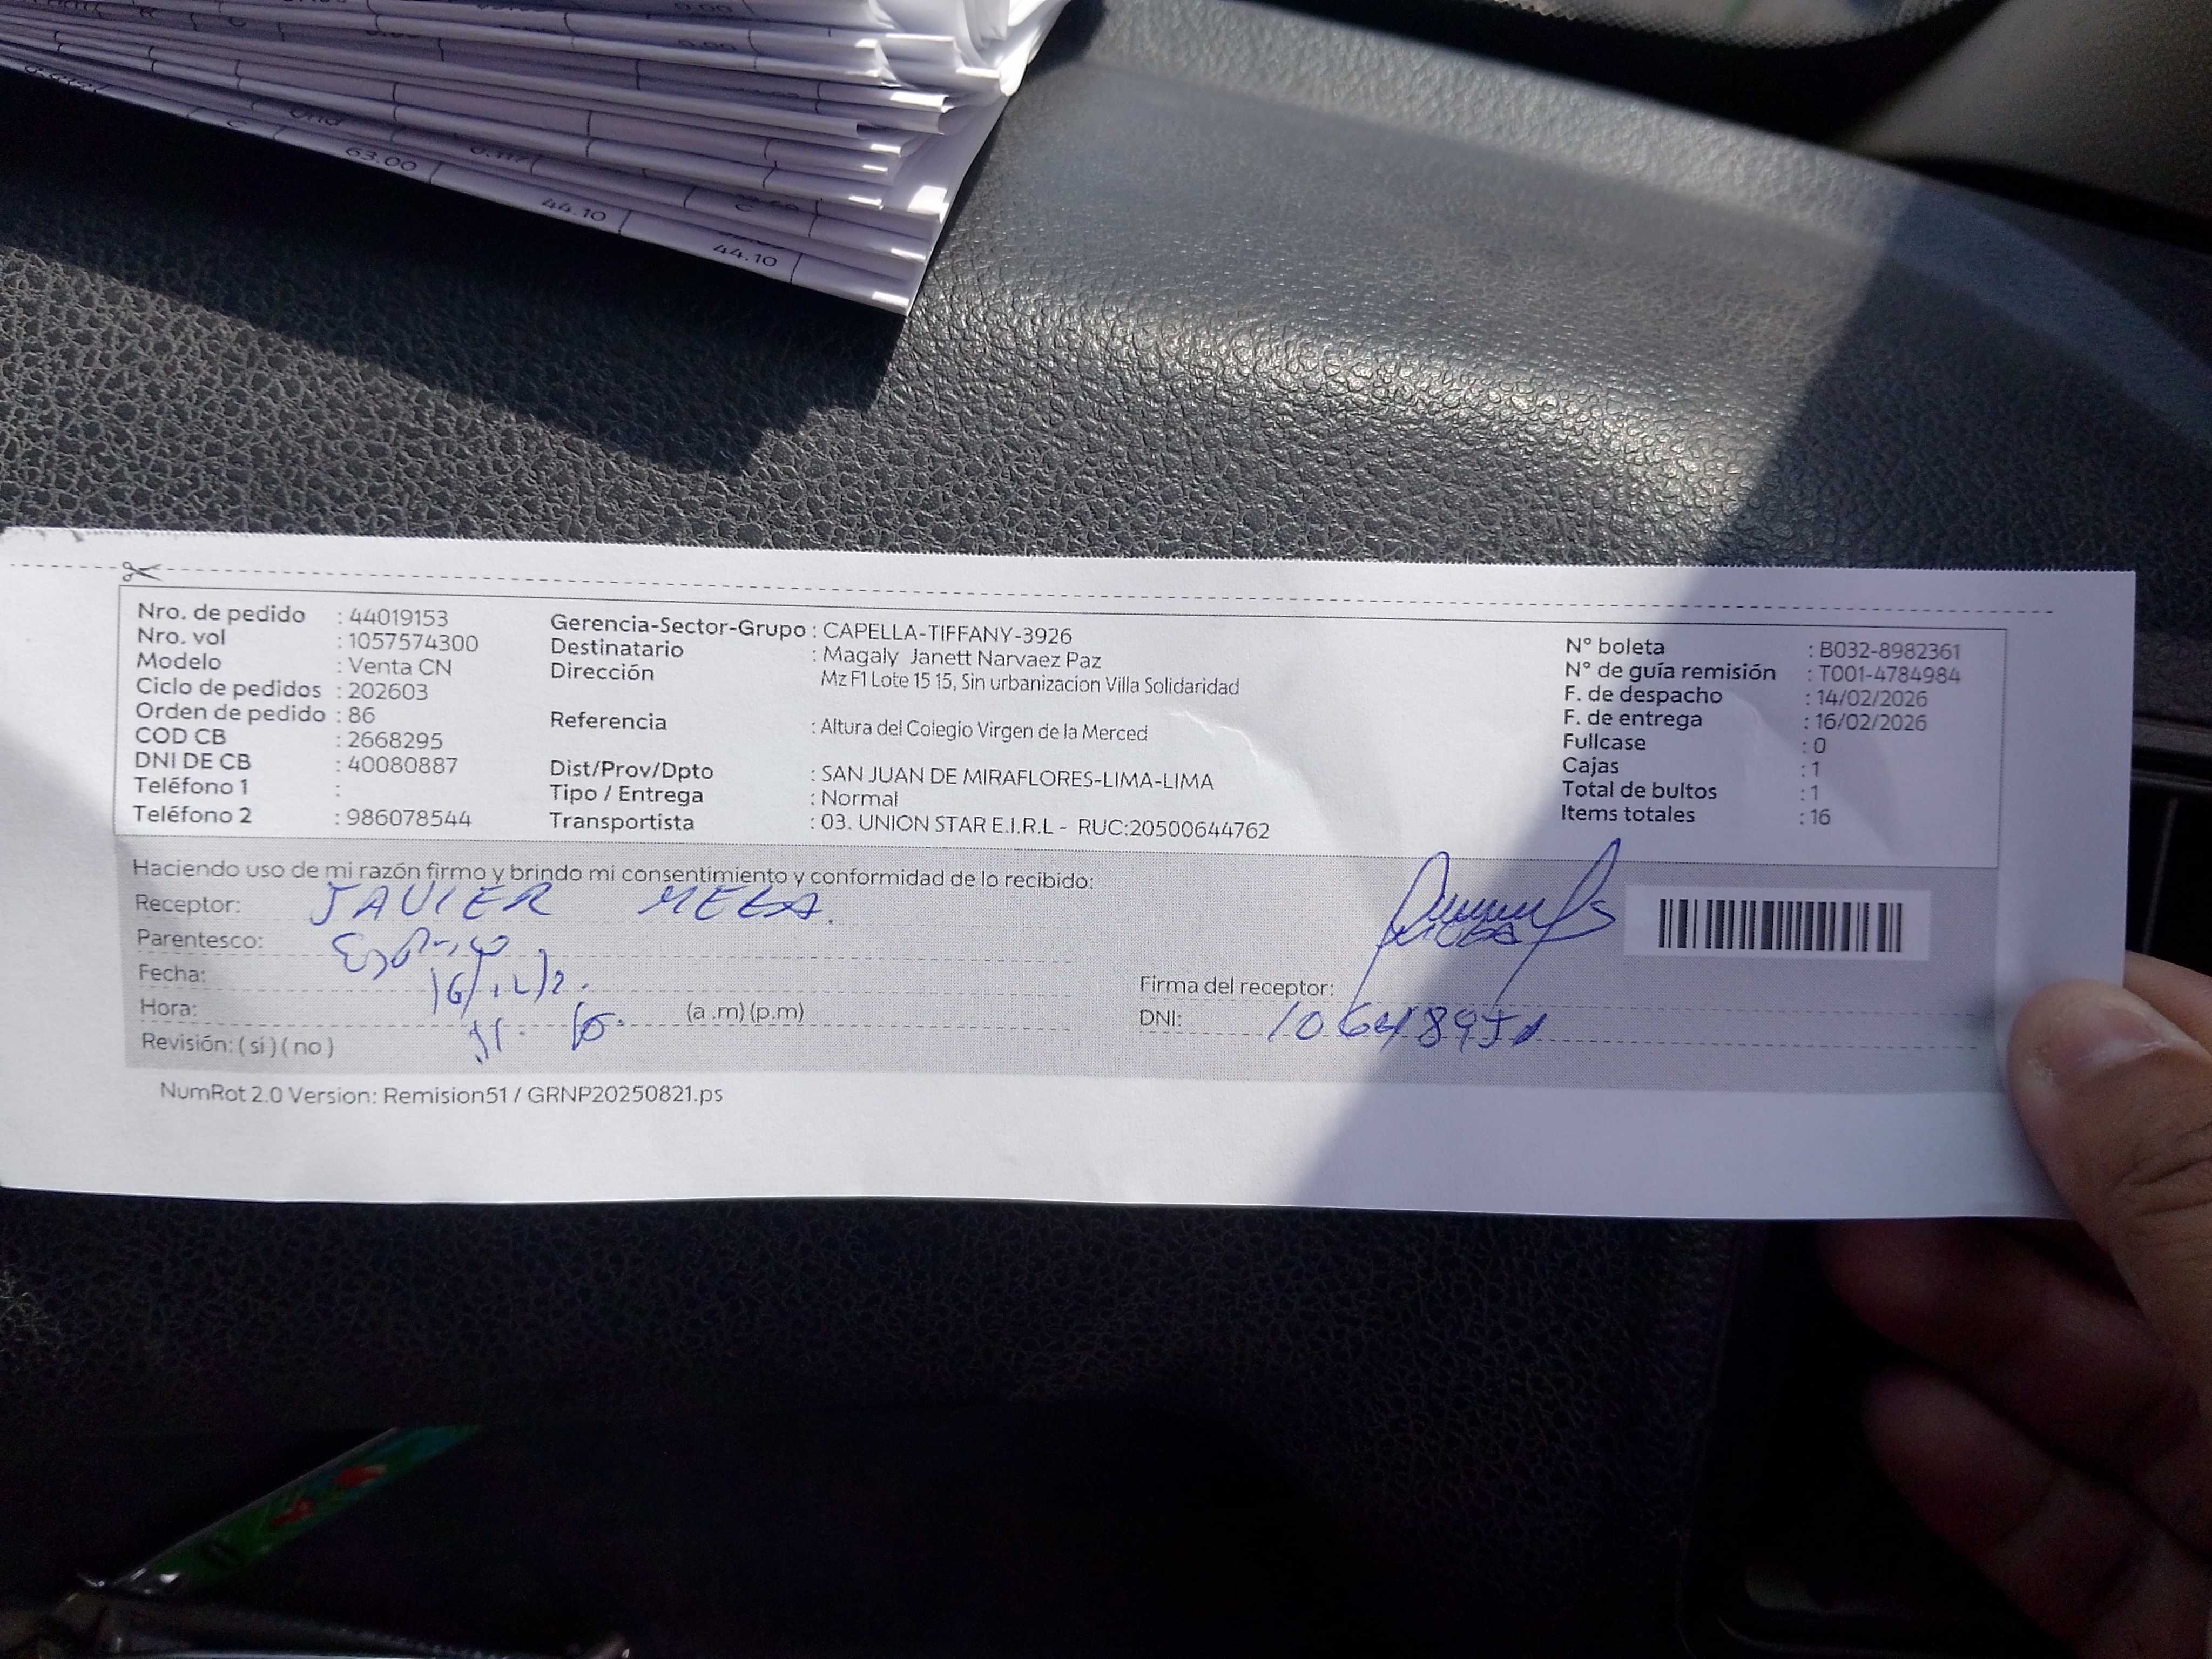 63.00
44.10
44.10
Nro. de pedido : 44019153
Nro. vol : 1057574300
Modelo : Venta CN
Ciclo de pedidos : 202603
Orden de pedido : 86
COD CB : 2668295
DNI DE CB : 40080887
Teléfono 1 :
Teléfono 2 : 986078544
Gerencia-Sector-Grupo : CAPELLA-TIFFANY-3926
Destinatario : Magaly Janett Narvaez Paz
Dirección Mz F1 Lote 15 15, Sin urbanizacion Villa Solidaridad
Referencia : Altura del Colegio Virgen de la Merced
Dist/Prov/Dpto : SAN JUAN DE MIRAFLORES-LIMA-LIMA
Tipo / Entrega : Normal
Transportista : 03. UNION STAR E.I.R.L - RUC:20500644762
N° boleta : B032-8982361
N° de guía remisión : T001-4784984
F. de despacho : 14/02/2026
F. de entrega : 16/02/2026
Fullcase : 0
Cajas : 1
Total de bultos : 1
Items totales : 16
Haciendo uso de mi razón firmo y brindo mi consentimiento y conformidad de lo recibido:
Receptor: JAVIER
Parentesco:
Fecha:
Hora: (a .m) (p.m)
Revisión: ( si ) ( no )
Firma del receptor:
DNI:
NumRot 2.0 Version: Remision51 / GRNP20250821.ps